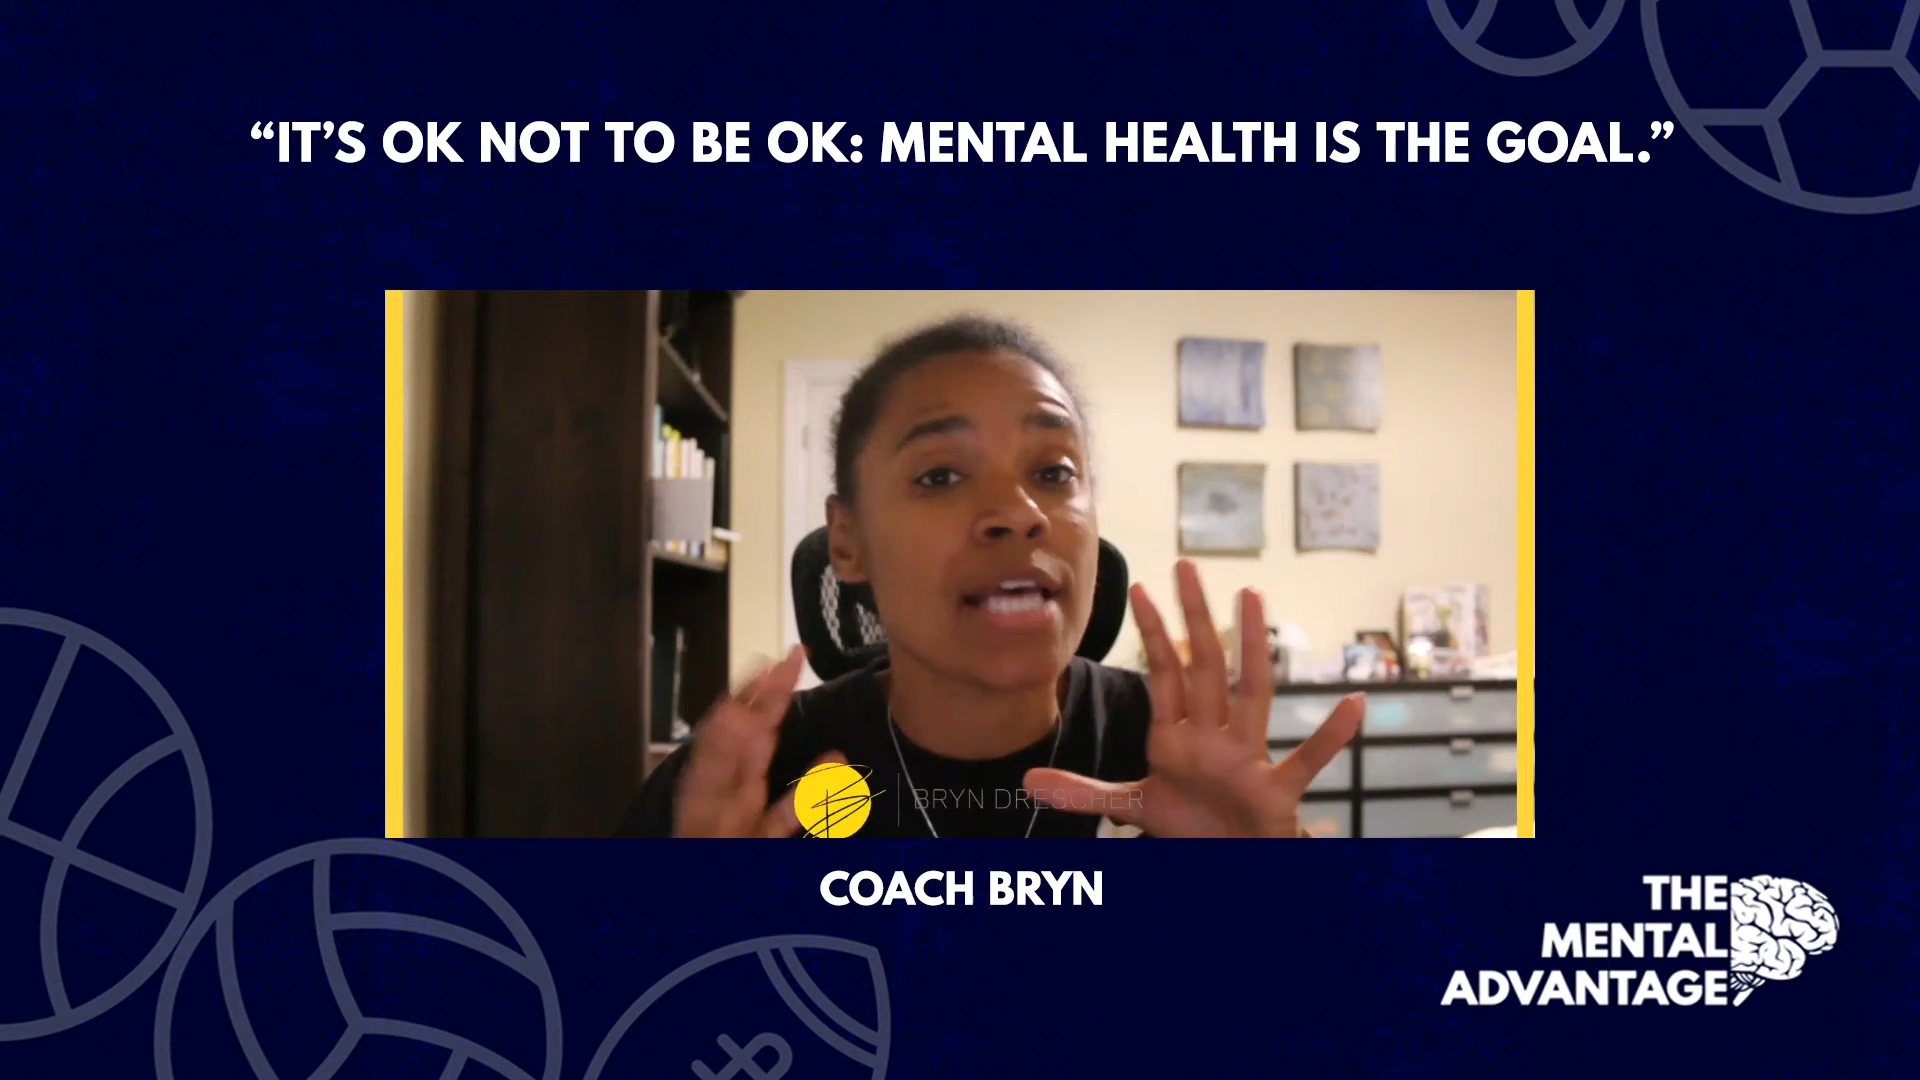 “IT’S OK NOT TO BE OK: MENTAL HEALTH IS THE GOAL.”
BRYN DRESCHER
COACH BRYN
THE
MENTAL
ADVANTAGE